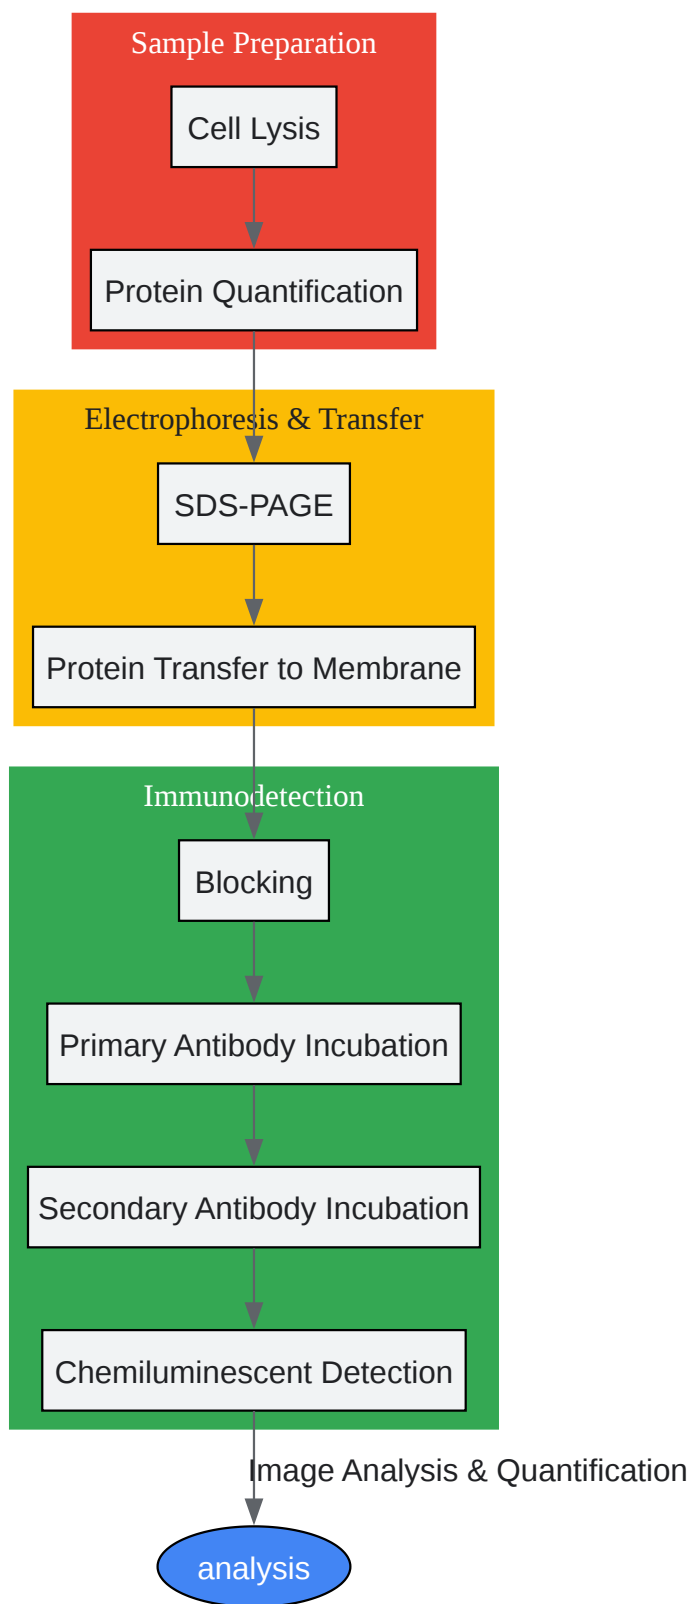 Sample Preparation
Cell Lysis
Protein Quantification
Electrophoresis & Transfer
SDS-PAGE
Protein Transfer to Membrane
Immunodetection
Blocking
Primary Antibody Incubation
Secondary Antibody Incubation
Chemiluminescent Detection
Image Analysis & Quantification
analysis